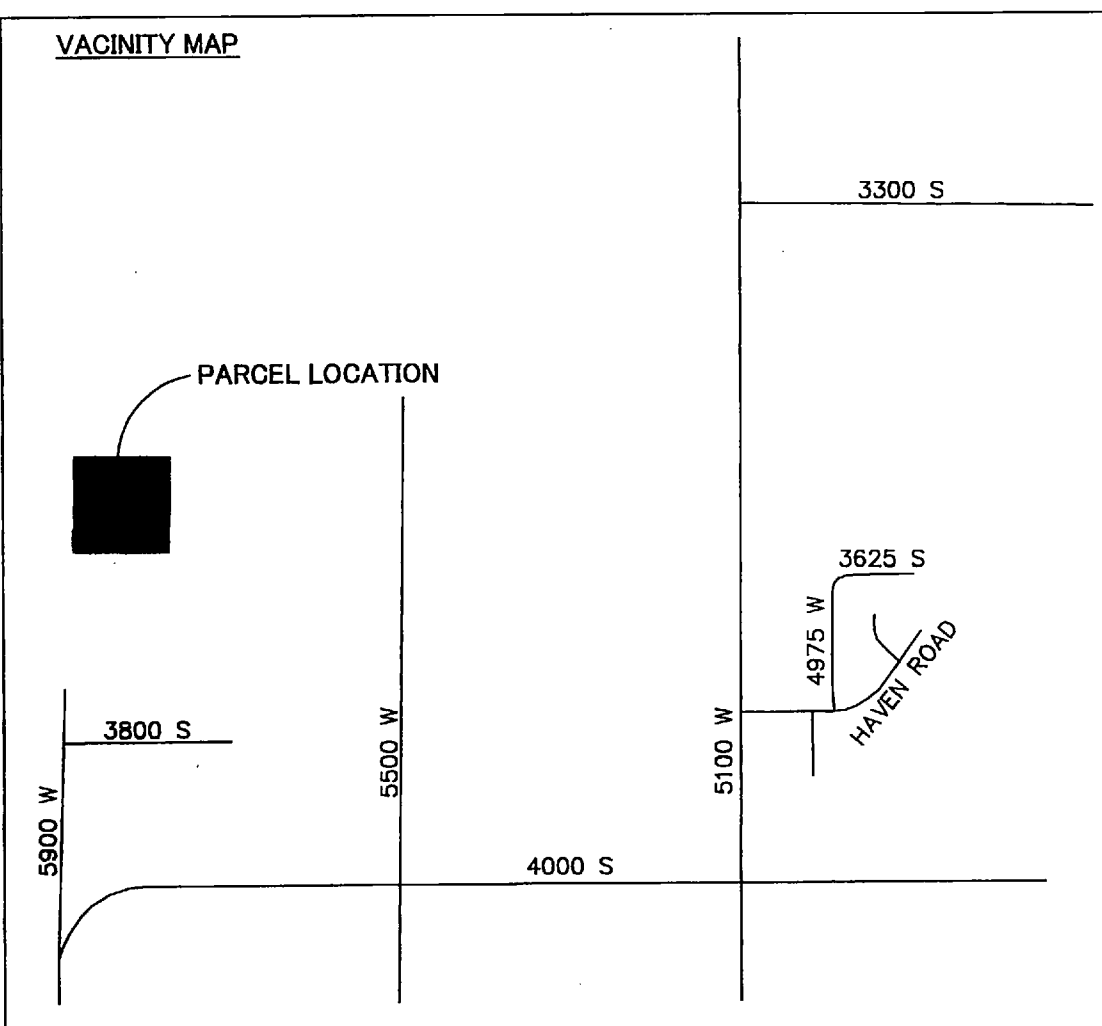 VACINITY MAP
3300 S
PARCEL LOCATION
3625 S
4975 W
HAVEN ROAD
3800 S
5500 W
5100 W
5900 W
4000 S